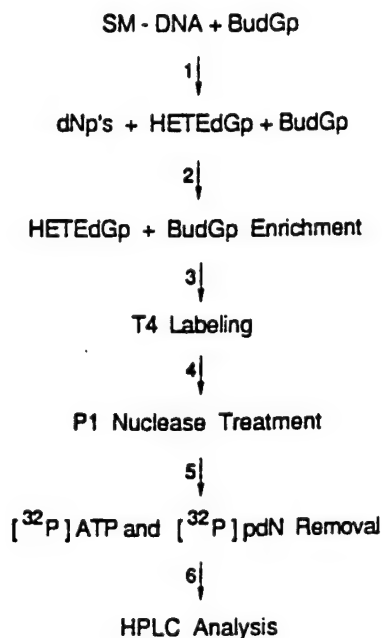 SM - DNA + BudGp
1
dNp's + HETEdGp + BudGp
2
HETEdGp + BudGp Enrichment
3
T4 Labeling
4
P1 Nuclease Treatment
5
[³²P] ATP and [³²P] pdN Removal
6
HPLC Analysis